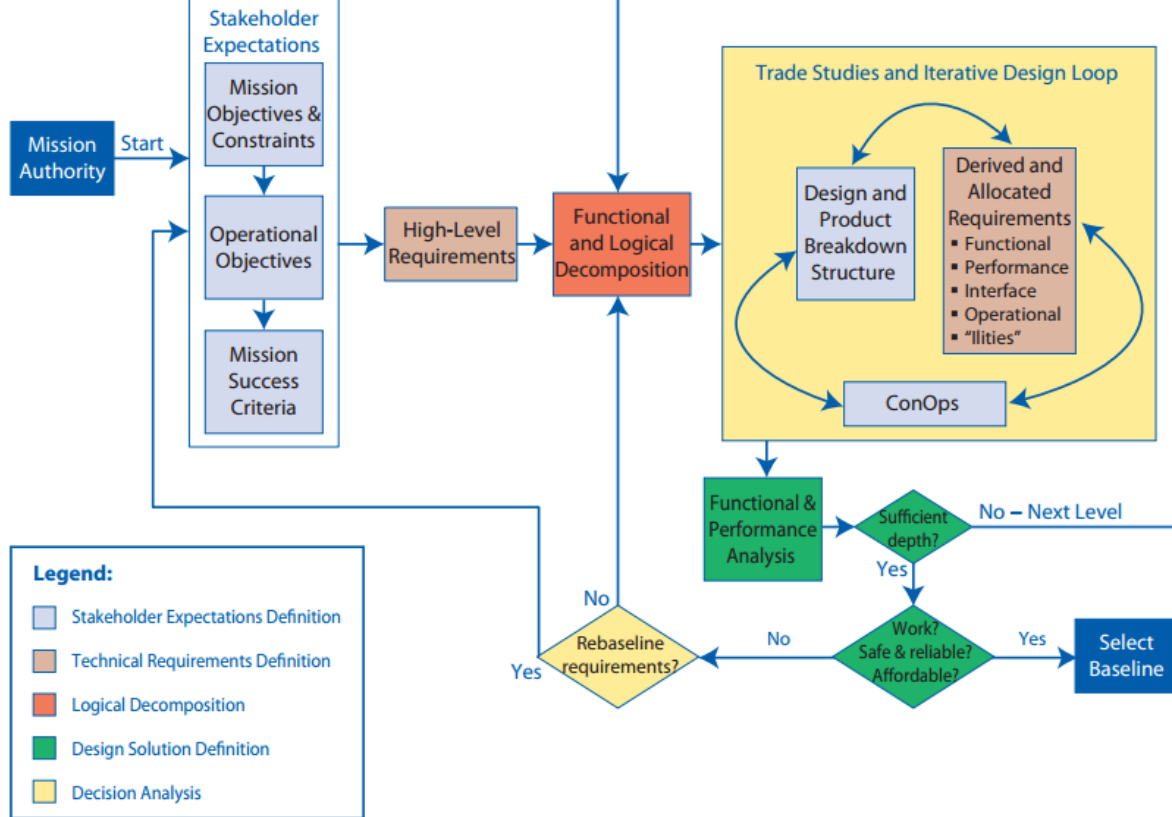 Stakeholder
Expectations
Mission
Objectives &
Constraints
Mission
Authority
Start
Operational
Objectives
Mission
Success
Criteria
High-Level
Requirements
Functional
and Logical
Decomposition
Trade Studies and Iterative Design Loop
Design and
Product
Breakdown
Structure
Derived and
Allocated
Requirements
▪ Functional
▪ Performance
▪ Interface
▪ Operational
▪ “Ilities”
ConOps
Functional &
Performance
Analysis
Sufficient
depth?
No – Next Level
Yes
Work?
Safe & reliable?
Affordable?
Yes
Select
Baseline
No
Rebaseline
requirements?
No
Yes
Legend:
Stakeholder Expectations Definition
Technical Requirements Definition
Logical Decomposition
Design Solution Definition
Decision Analysis